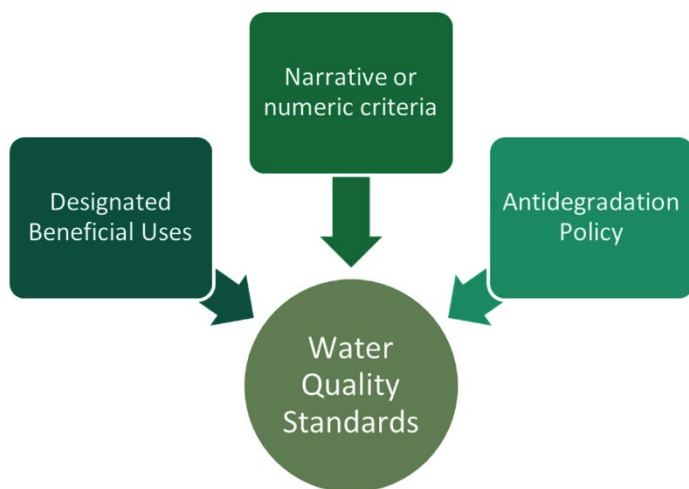 Narrative or
numeric criteria
Designated
Beneficial Uses
Antidegradation
Policy
Water
Quality
Standards